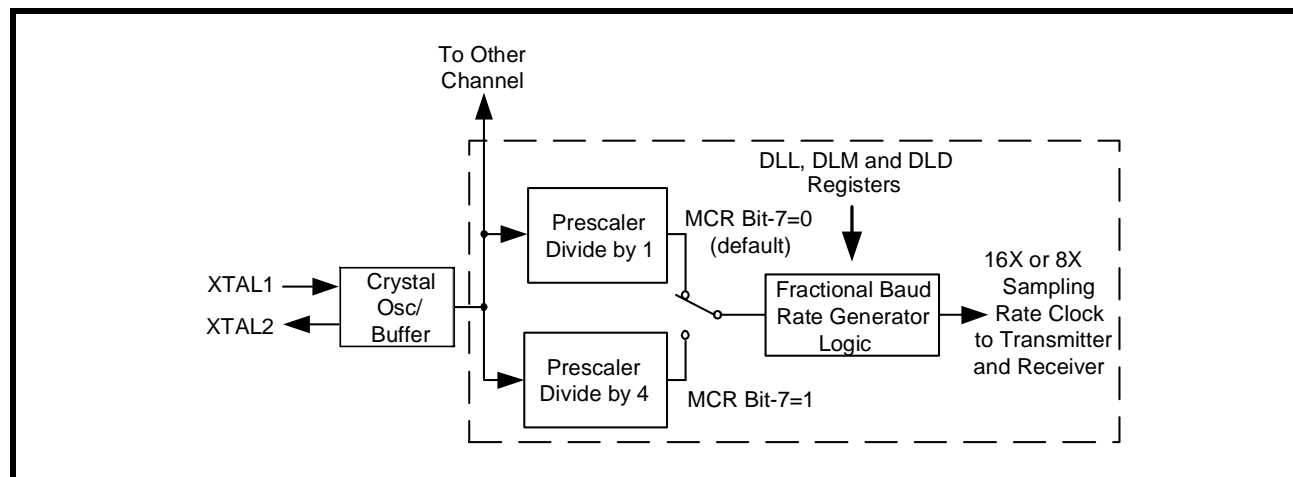 To Other
Channel
DLL, DLM and DLD
Registers
Prescaler
Divide by 1
MCR Bit-7=0
(default)
XTAL1
XTAL2
Crystal
Osc/
Buffer
Fractional Baud
Rate Generator
Logic
16X or 8X
Sampling
Rate Clock
to Transmitter
and Receiver
Prescaler
Divide by 4
MCR Bit-7=1